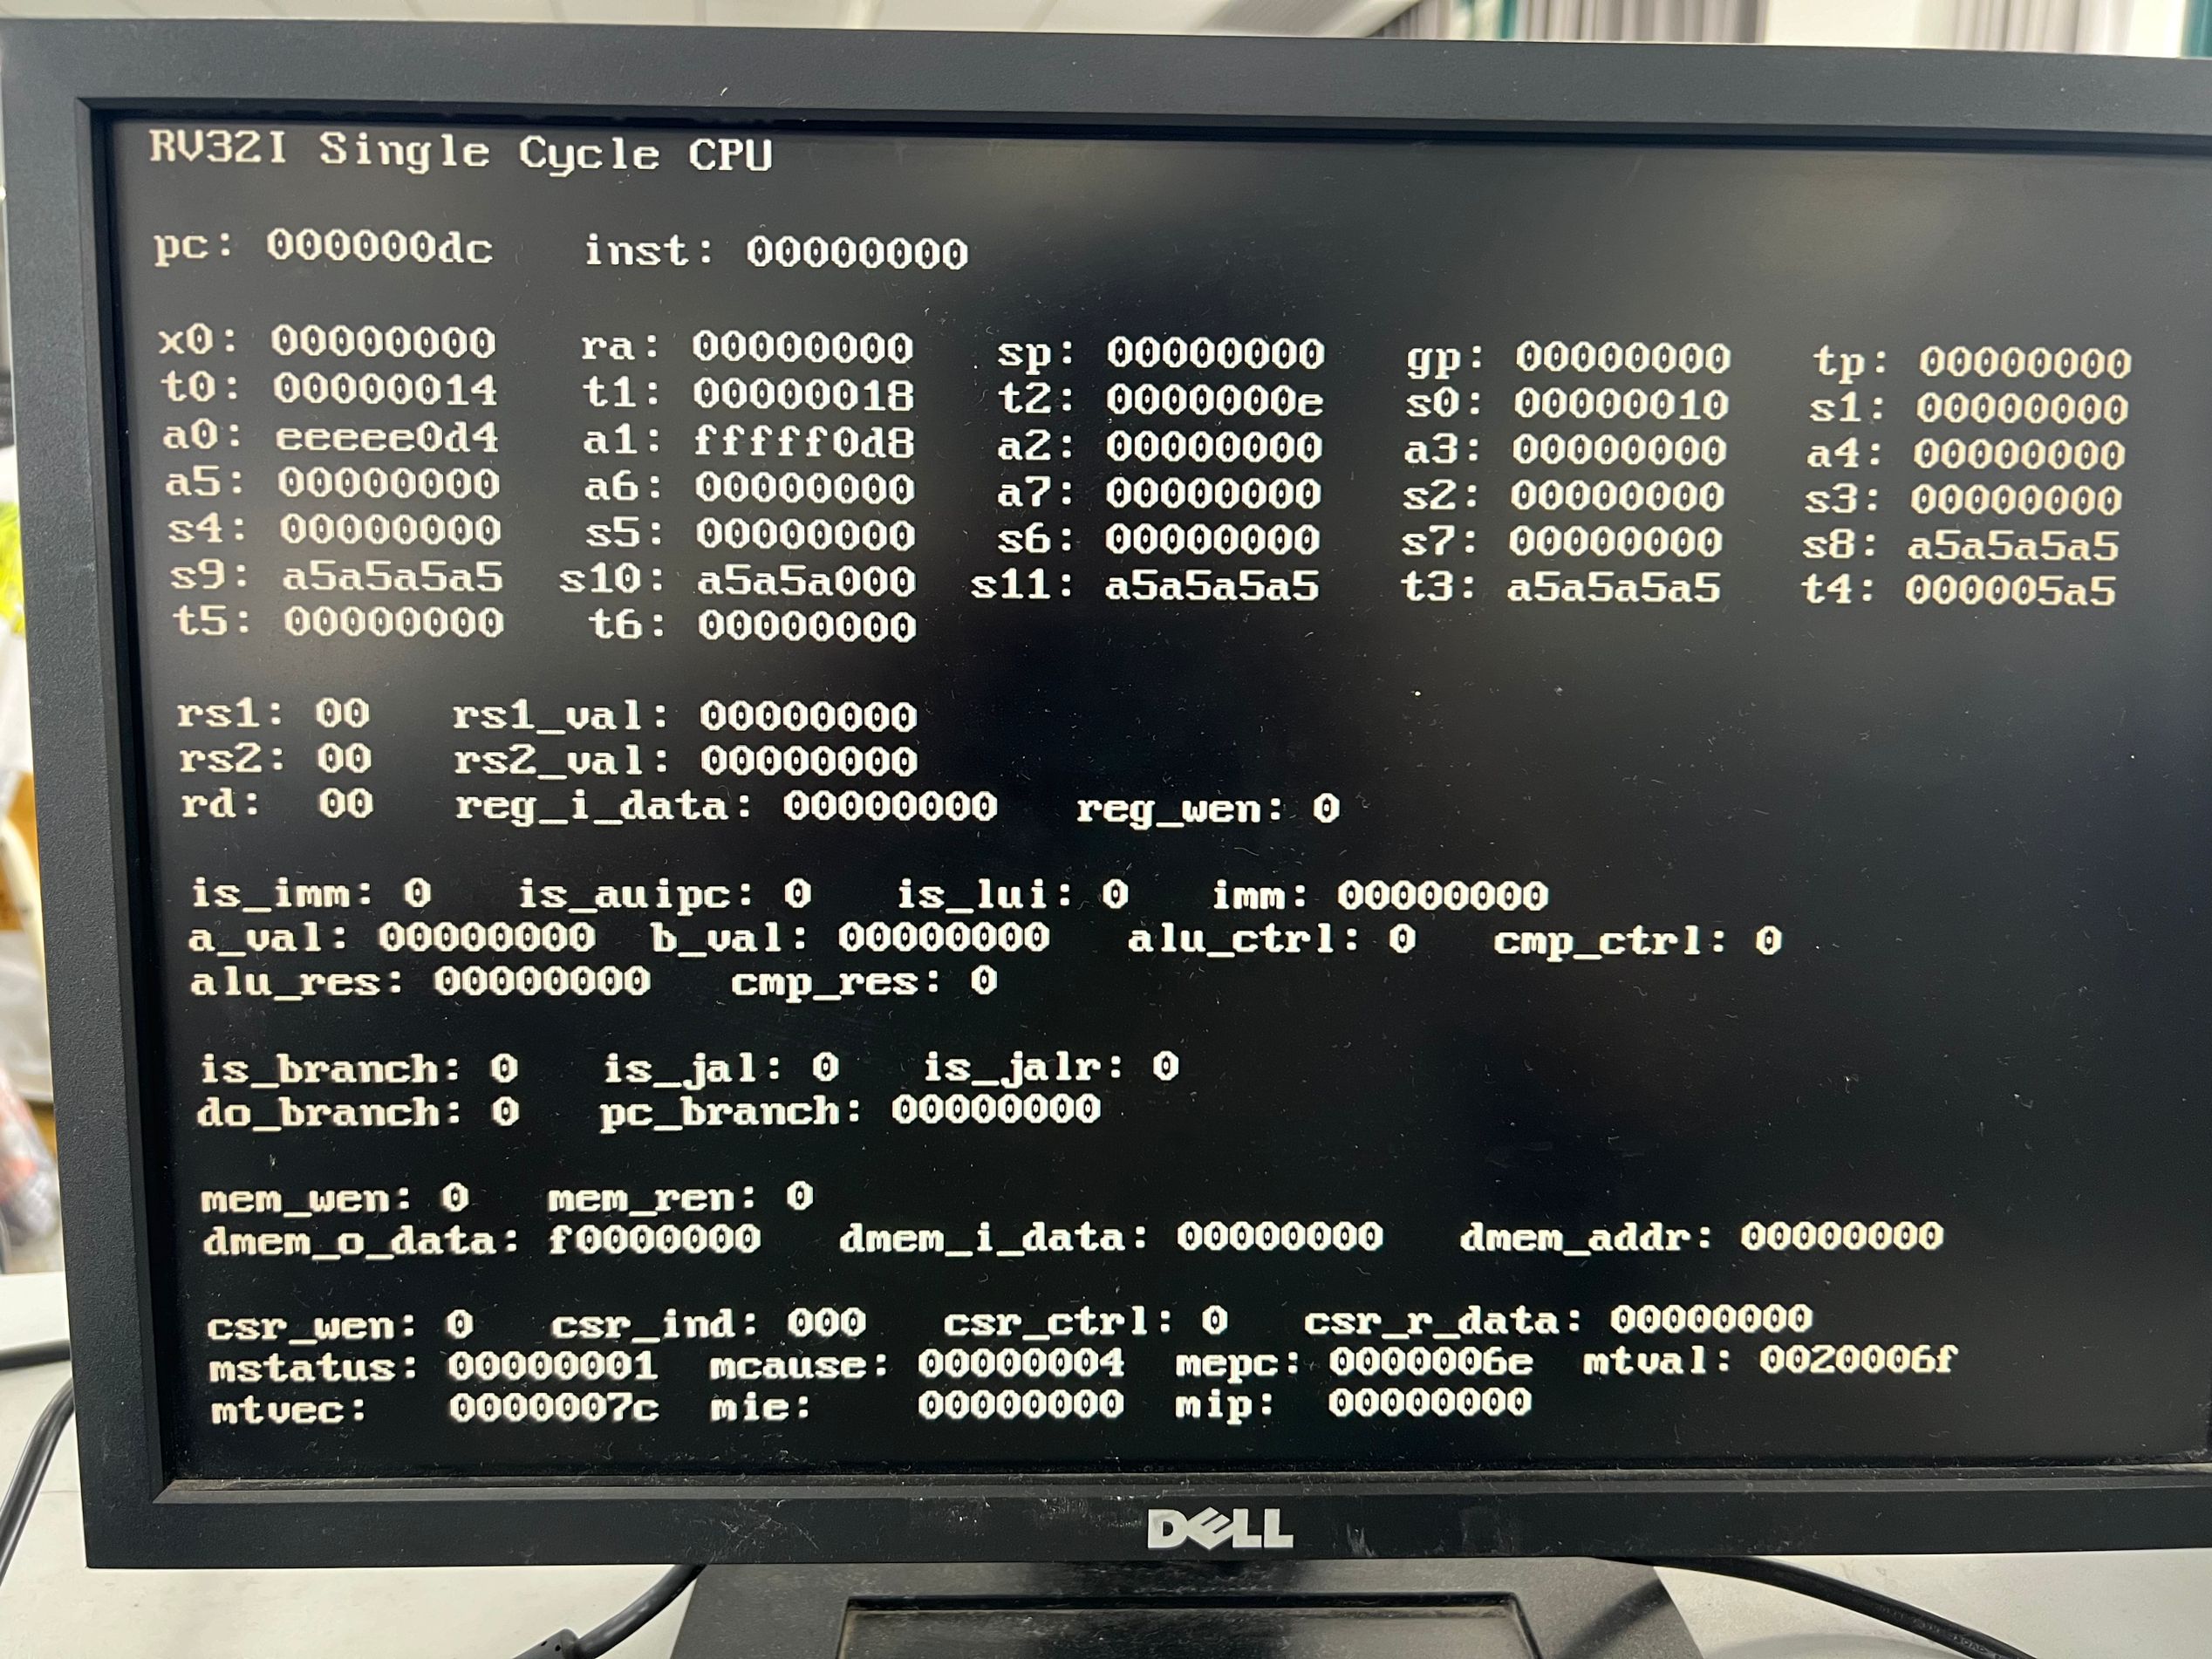 RV32I Single Cycle CPU
pc: 000000dc inst: 00000000
x0: 00000000 ra: 00000000 sp: 00000000 gp: 00000000 tp: 00000000
t0: 00000014 t1: 00000018 t2: 0000000e s0: 00000010 s1: 00000000
a0: eeeee0d4 a1: fffff0d8 a2: 00000000 a3: 00000000 a4: 00000000
a5: 00000000 a6: 00000000 a7: 00000000 s2: 00000000 s3: 00000000
s4: 00000000 s5: 00000000 s6: 00000000 s7: 00000000 s8: a5a5a5a5
s9: a5a5a5a5 s10: a5a5a000 s11: a5a5a5a5 t3: a5a5a5a5 t4: 000005a5
t5: 00000000 t6: 00000000
rs1: 00 rs1_val: 00000000
rs2: 00 rs2_val: 00000000
rd: 00 reg_i_data: 00000000 reg_wen: 0
is_imm: 0 is_auipc: 0 is_lui: 0 imm: 00000000
a_val: 00000000 b_val: 00000000 alu_ctrl: 0 cmp_ctrl: 0
alu_res: 00000000 cmp_res: 0
is_branch: 0 is_jal: 0 is_jalr: 0
do_branch: 0 pc_branch: 00000000
mem_wen: 0 mem_ren: 0
dmem_o_data: f0000000 dmem_i_data: 00000000 dmem_addr: 00000000
csr_wen: 0 csr_ind: 000 csr_ctrl: 0 csr_r_data: 00000000
mstatus: 00000001 mcause: 00000004 mepc: 0000006e mtval: 0020006f
mtvec: 0000007c mie: 00000000 mip: 00000000
DELL